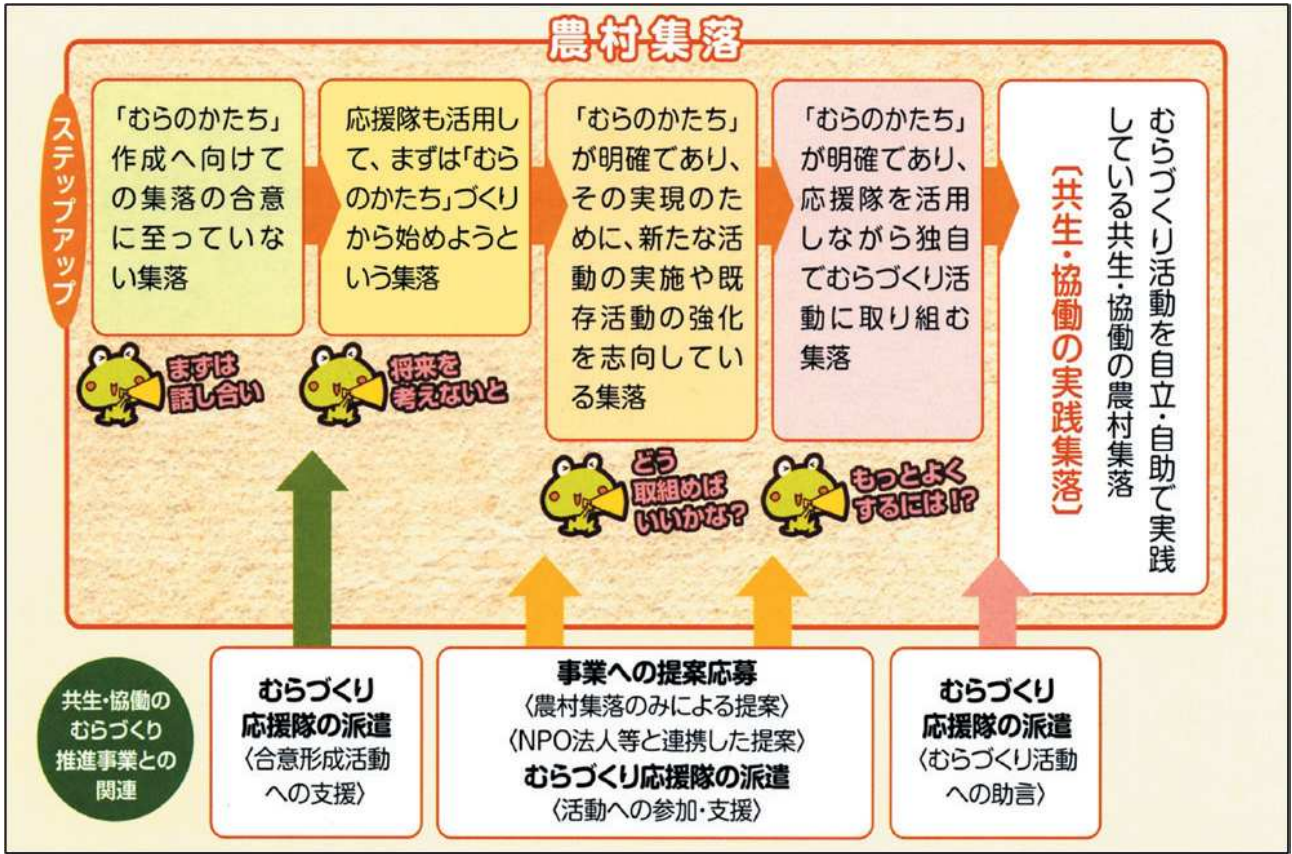 農村集落
ステップアップ
「むらのかたち」
作成へ向けて
の集落の合意
に至っていな
い集落
応援隊も活用し
て、まずは「むら
のかたち」づくり
から始めようと
いう集落
「むらのかたち」
が明確であり、
その実現のた
めに、新たな活
動の実施や既
存活動の強化
を志向してい
る集落
「むらのかたち」
が明確であり、
応援隊を活用
しながら独自
でむらづくり活
動に取り組む
集落
むらづくり活動を自立・自助で実践
している共生・協働の農村集落
〔共生・協働の実践集落〕
まずは
話し合い
将来を
考えないと
どう
取組めば
いいかな?
もっとよく
するには!?
共生・協働の
むらづくり
推進事業との
関連
むらづくり
応援隊の派遣
〈合意形成活動
への支援〉
事業への提案応募
〈農村集落のみによる提案〉
〈NPO法人等と連携した提案〉
むらづくり応援隊の派遣
〈活動への参加・支援〉
むらづくり
応援隊の派遣
〈むらづくり活動
への助言〉